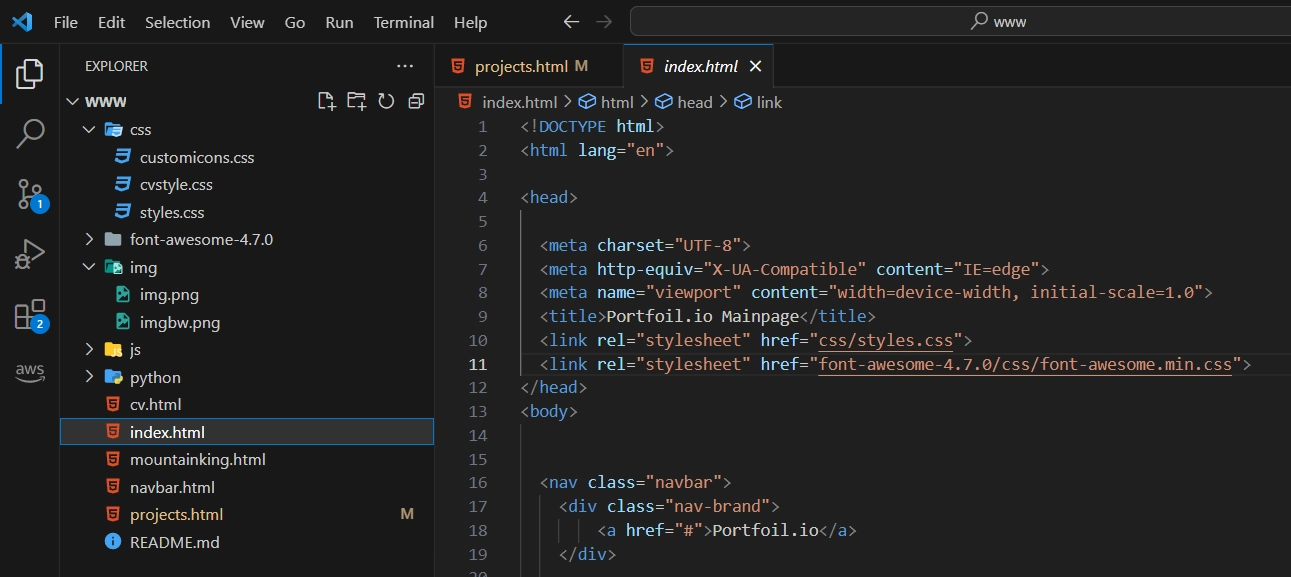 File Edit Selection View Go Run Terminal Help www
EXPLORER
projects.html M index.html
WWW
index.html html head link
css
customicons.css
cvstyle.css
styles.css
font-awesome-4.7.0
img
img.png
imgbw.png
js
python
cv.html
index.html
mountainking.html
navbar.html
projects.html M
README.md
1
2
aws
1 <!DOCTYPE html>
2 <html lang="en">
3
4 <head>
5
6 <meta charset="UTF-8">
7 <meta http-equiv="X-UA-Compatible" content="IE=edge">
8 <meta name="viewport" content="width=device-width, initial-scale=1.0">
9 <title>Portfoil.io Mainpage</title>
10 <link rel="stylesheet" href="css/styles.css">
11 <link rel="stylesheet" href="font-awesome-4.7.0/css/font-awesome.min.css">
12 </head>
13 <body>
14
15
16 <nav class="navbar">
17 <div class="nav-brand">
18 <a href="#">Portfoil.io</a>
19 </div>
20